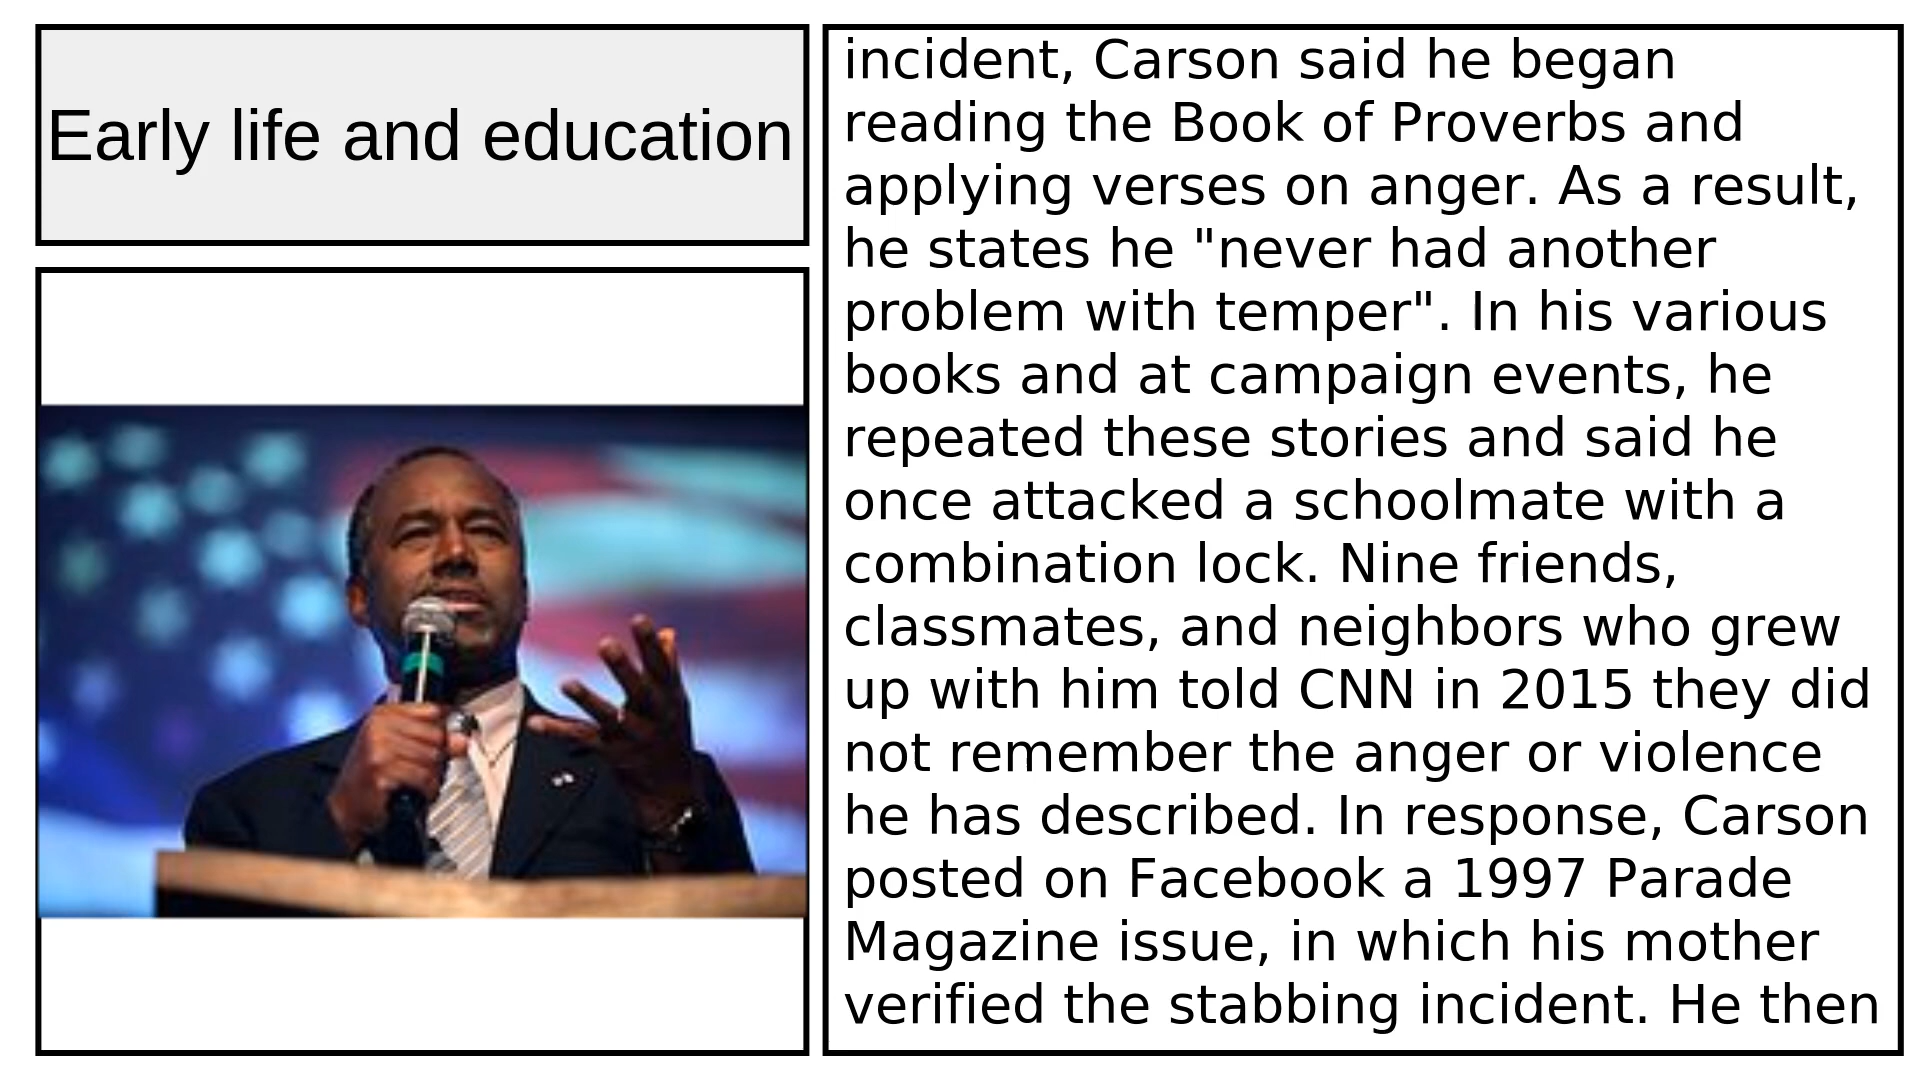 Early life and education
incident, Carson said he began
reading the Book of Proverbs and
applying verses on anger. As a result,
he states he "never had another
problem with temper". In his various
books and at campaign events, he
repeated these stories and said he
once attacked a schoolmate with a
combination lock. Nine friends,
classmates, and neighbors who grew
up with him told CNN in 2015 they did
not remember the anger or violence
he has described. In response, Carson
posted on Facebook a 1997 Parade
Magazine issue, in which his mother
verified the stabbing incident. He then